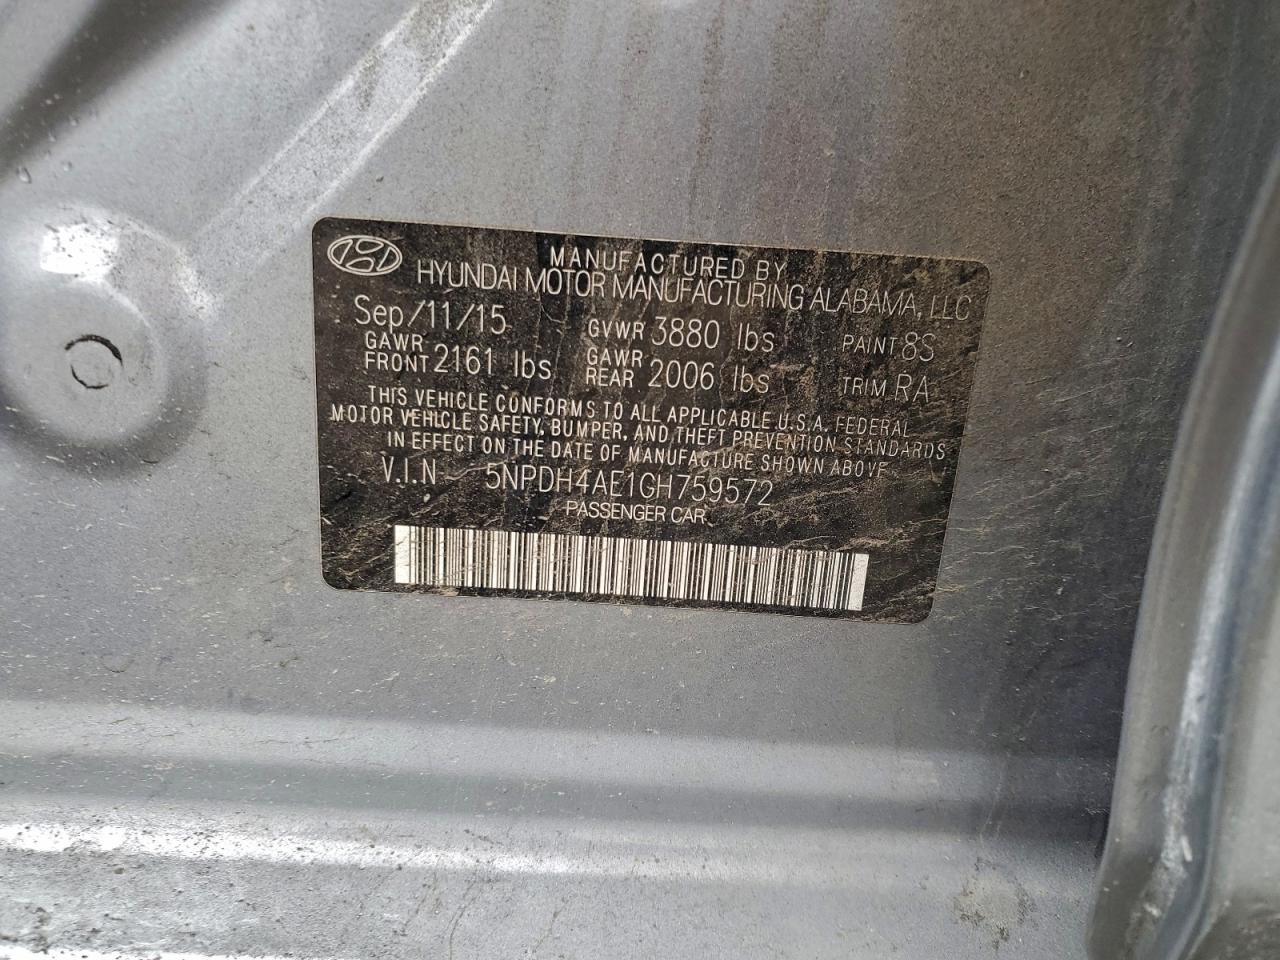 MANUFACTURED BY
HYUNDAI MOTOR MANUFACTURING ALABAMA, LLC
Sep/11/15 GVWR 3880 lbs PAINT 8S
GAWR FRONT 2161 lbs GAWR REAR 2006 lbs TRIM RA
THIS VEHICLE CONFORMS TO ALL APPLICABLE U.S.A. FEDERAL
MOTOR VEHICLE SAFETY, BUMPER, AND THEFT PREVENTION STANDARDS
IN EFFECT ON THE DATE OF MANUFACTURE SHOWN ABOVE
V.I.N - 5NPDH4AE1GH759572
PASSENGER CAR